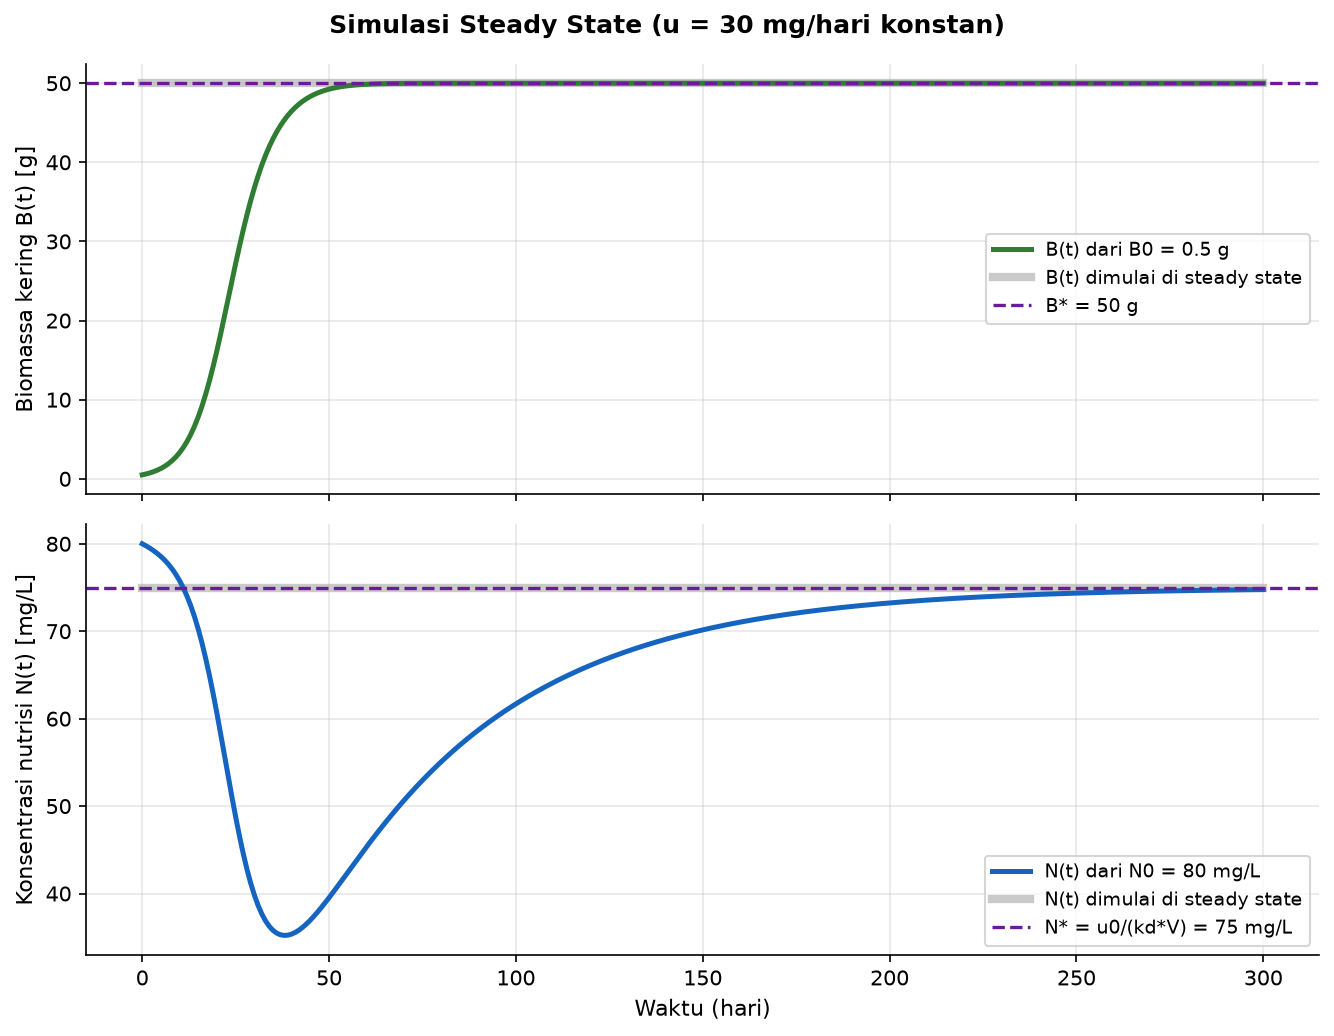 Simulasi Steady State (u = 30 mg/hari konstan)
Biomassa kering B(t) [g]
50
40
30
20
10
0
B(t) dari B0 = 0.5 g
B(t) dimulai di steady state
B* = 50 g
Konsentrasi nutrisi N(t) [mg/L]
80
70
60
50
40
N(t) dari N0 = 80 mg/L
N(t) dimulai di steady state
N* = u0/(kd*V) = 75 mg/L
0 50 100 150 200 250 300
Waktu (hari)